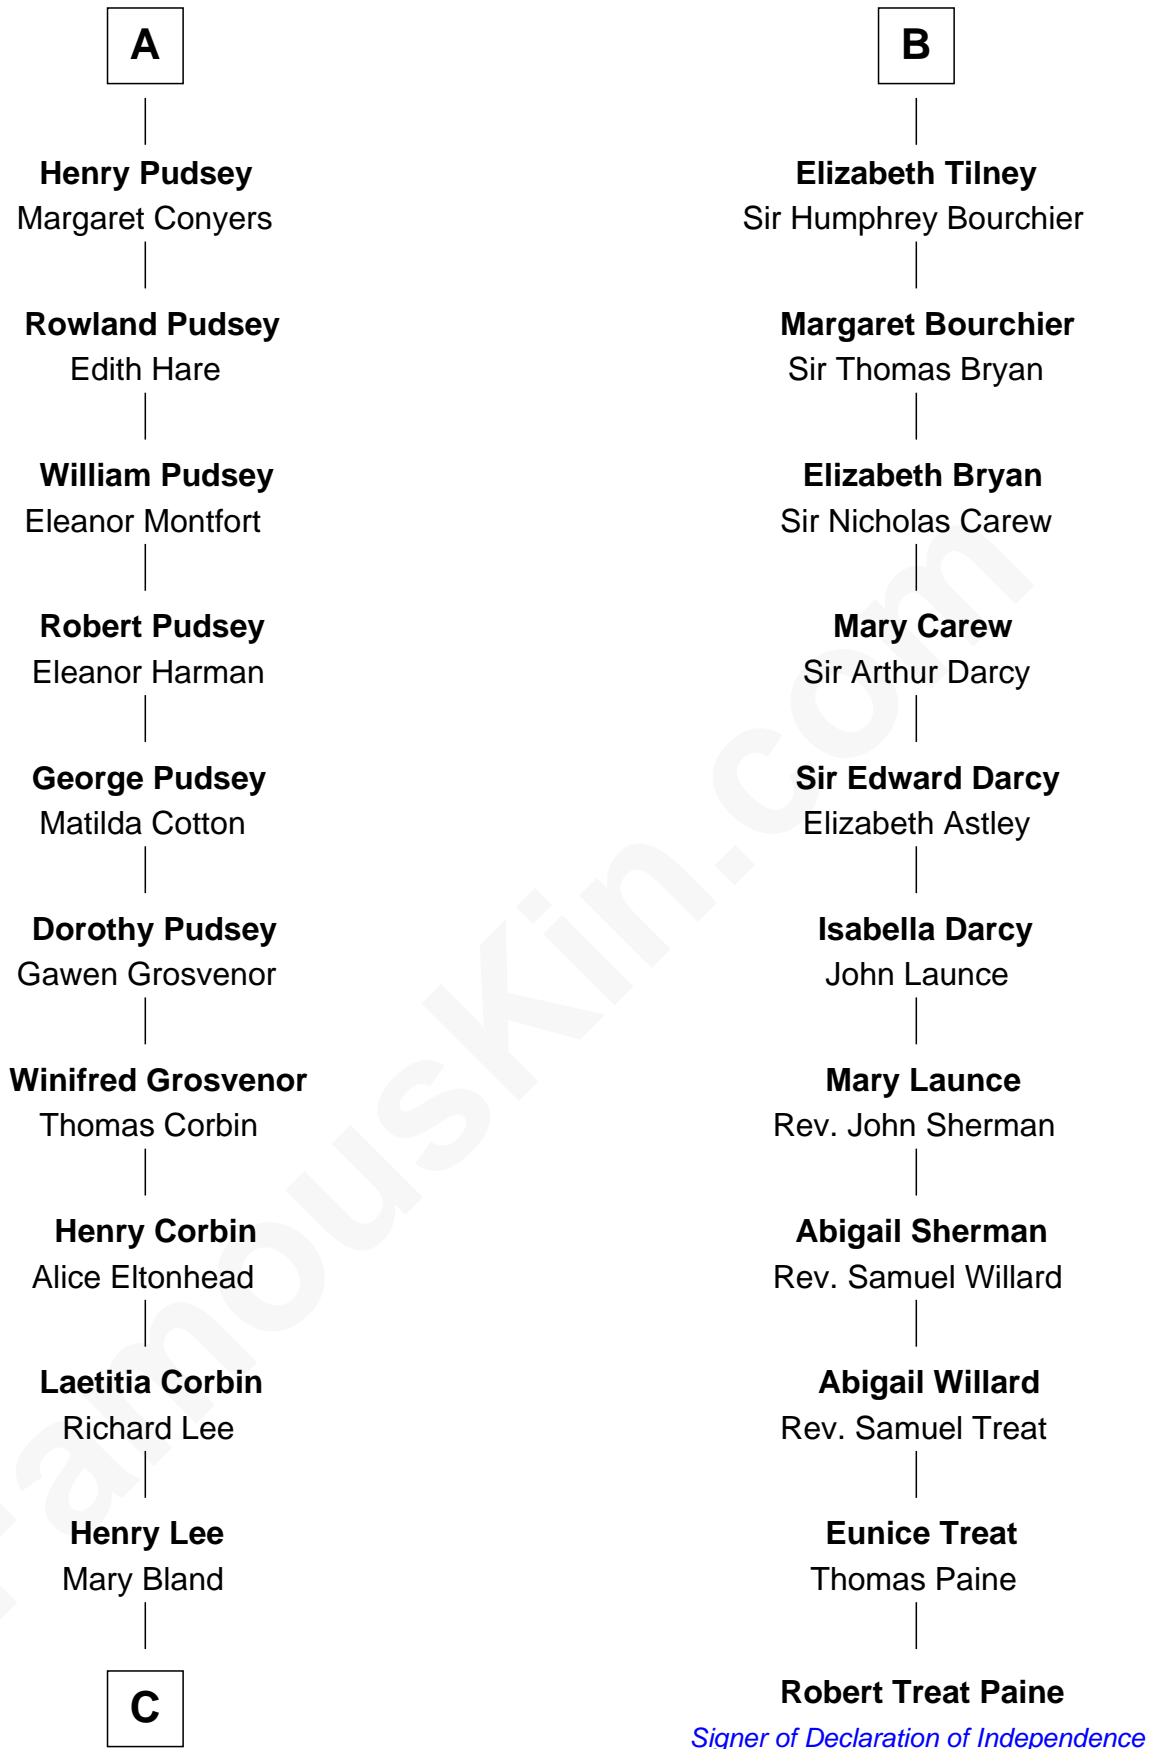 A
Henry Pudsey
Margaret Conyers
Rowland Pudsey
Edith Hare
William Pudsey
Eleanor Montfort
Robert Pudsey
Eleanor Harman
George Pudsey
Matilda Cotton
Dorothy Pudsey
Gawen Grosvenor
Winifred Grosvenor
Thomas Corbin
Henry Corbin
Alice Eltonhead
Laetitia Corbin
Richard Lee
Henry Lee
Mary Bland
C
B
Elizabeth Tilney
Sir Humphrey Bourchier
Margaret Bourchier
Sir Thomas Bryan
Elizabeth Bryan
Sir Nicholas Carew
Mary Carew
Sir Arthur Darcy
Sir Edward Darcy
Elizabeth Astley
Isabella Darcy
John Launce
Mary Launce
Rev. John Sherman
Abigail Sherman
Rev. Samuel Willard
Abigail Willard
Rev. Samuel Treat
Eunice Treat
Thomas Paine
Robert Treat Paine
Signer of Declaration of Independence
FamousKin.com